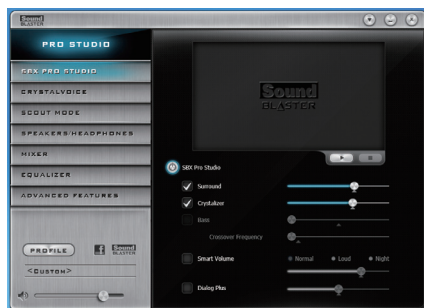 Sound
BLASTER
PRO STUDIO
SBX PRO STUDIO
CRYSTALVOICE
SCOUT MODE
SPEAKERS/HEADPHONES
MIXER
EQUALIZER
ADVANCED FEATURES
PROFILE
Sound
BLASTER
<CUSTOM>
Sound
BLASTER
SBX Pro Studio
Surround
Crystalizer
Bass
Crossover Frequency
Smart Volume
Normal
Loud
Night
Dialog Plus